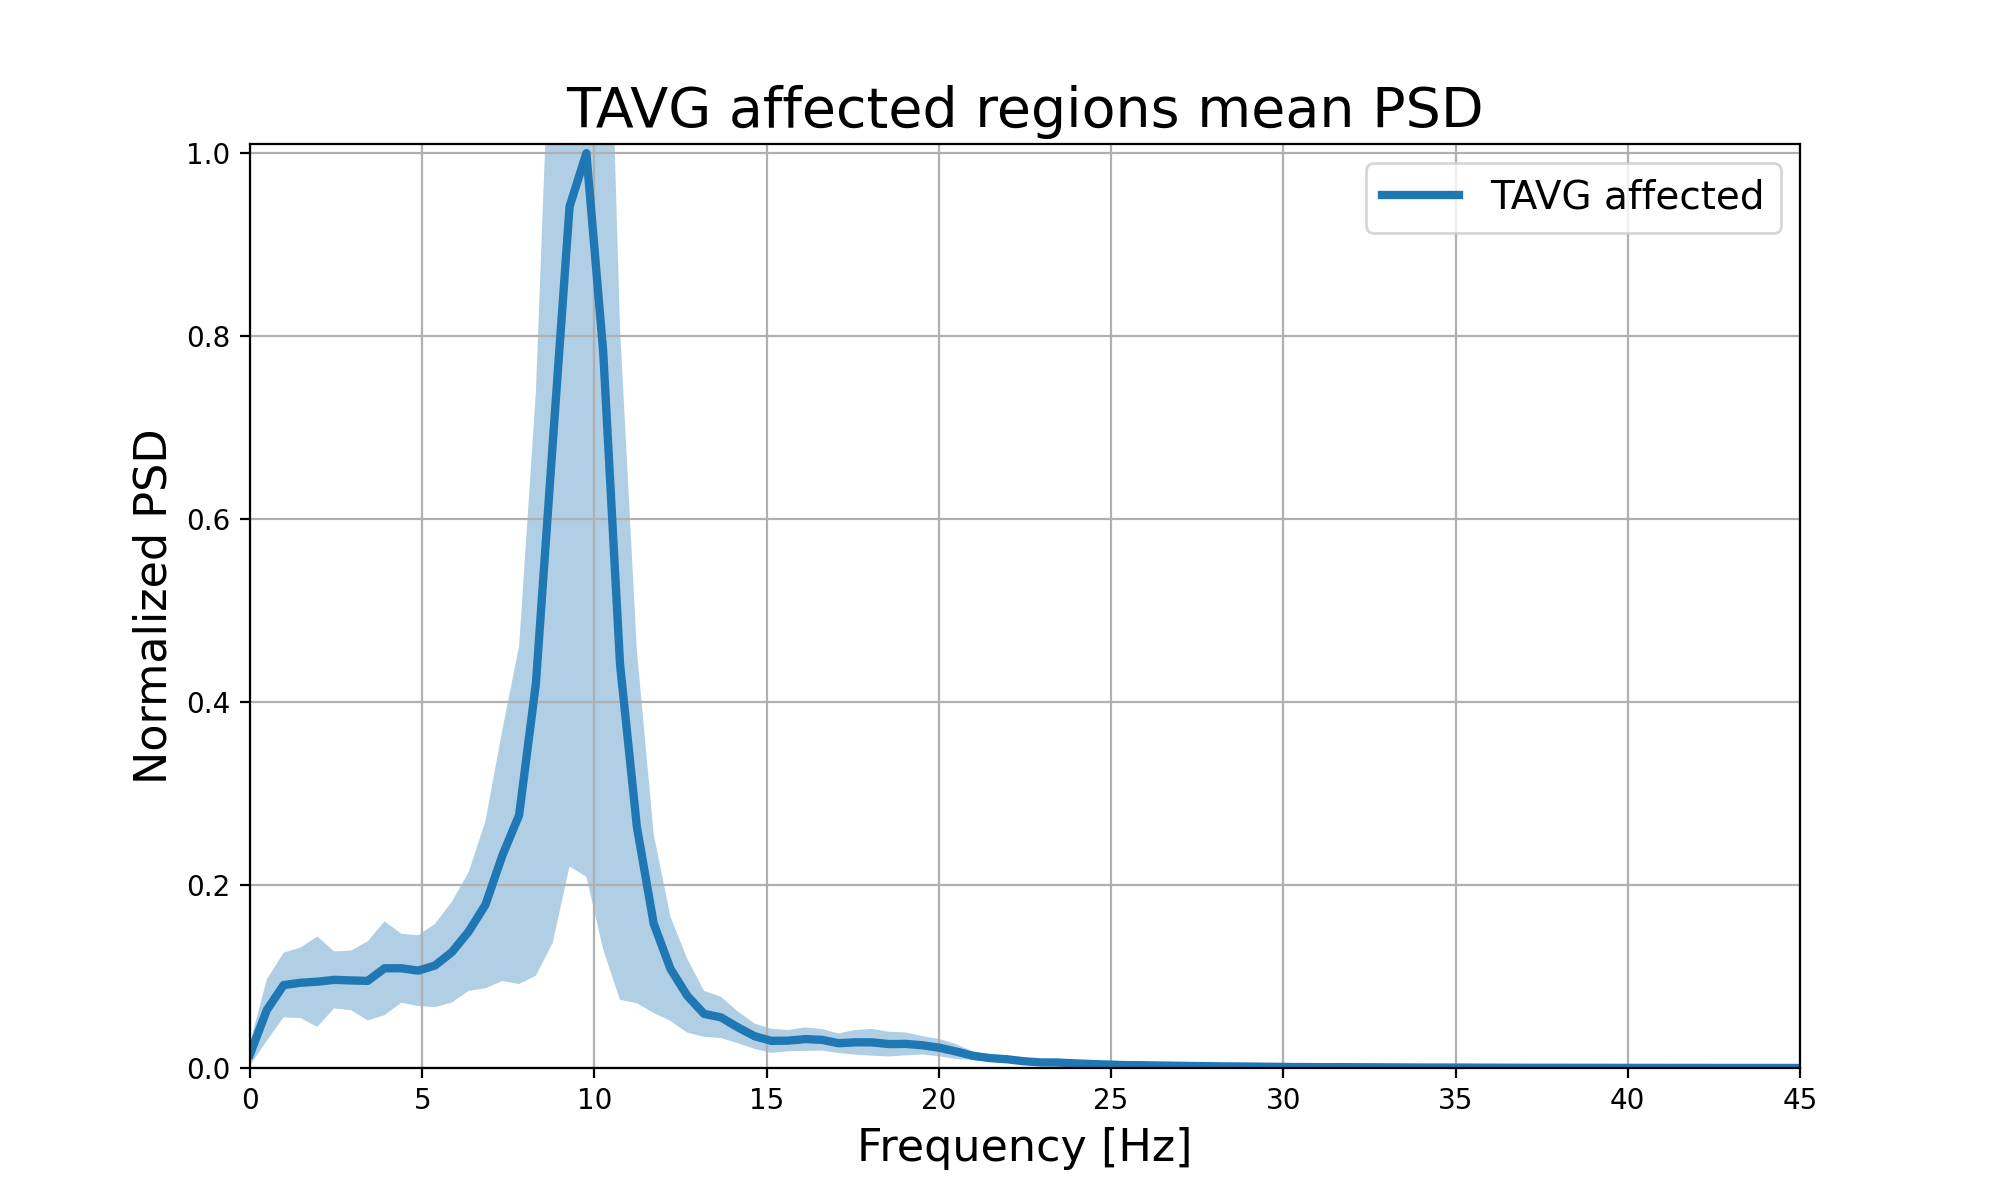 TAVG affected regions mean PSD
TAVG affected
Normalized PSD
1.0
0.8
0.6
0.4
0.2
0.0
0 5 10 15 20 25 30 35 40 45
Frequency [Hz]